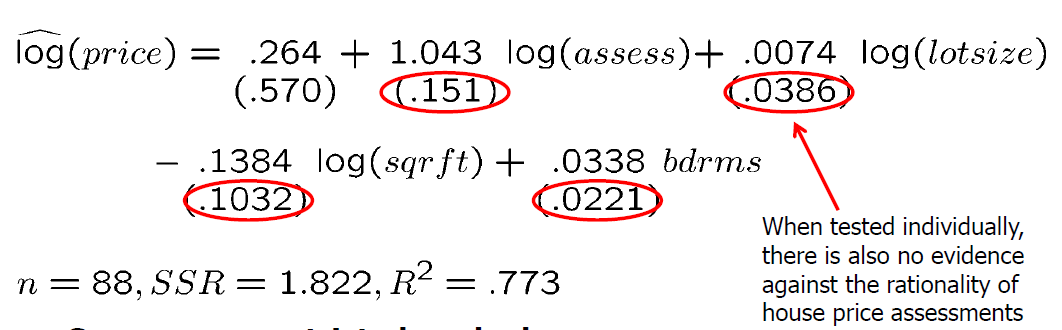 log(price) = .264 + 1.043 log(assess)+ .0074 log(lotsize)
(.570) (.151) (.0386)
− .1384 log(sqrft) + .0338 bdrms
(.1032) (.0221)
When tested individually,
there is also no evidence
against the rationality of
house price assessments
n = 88, SSR = 1.822, R² = .773